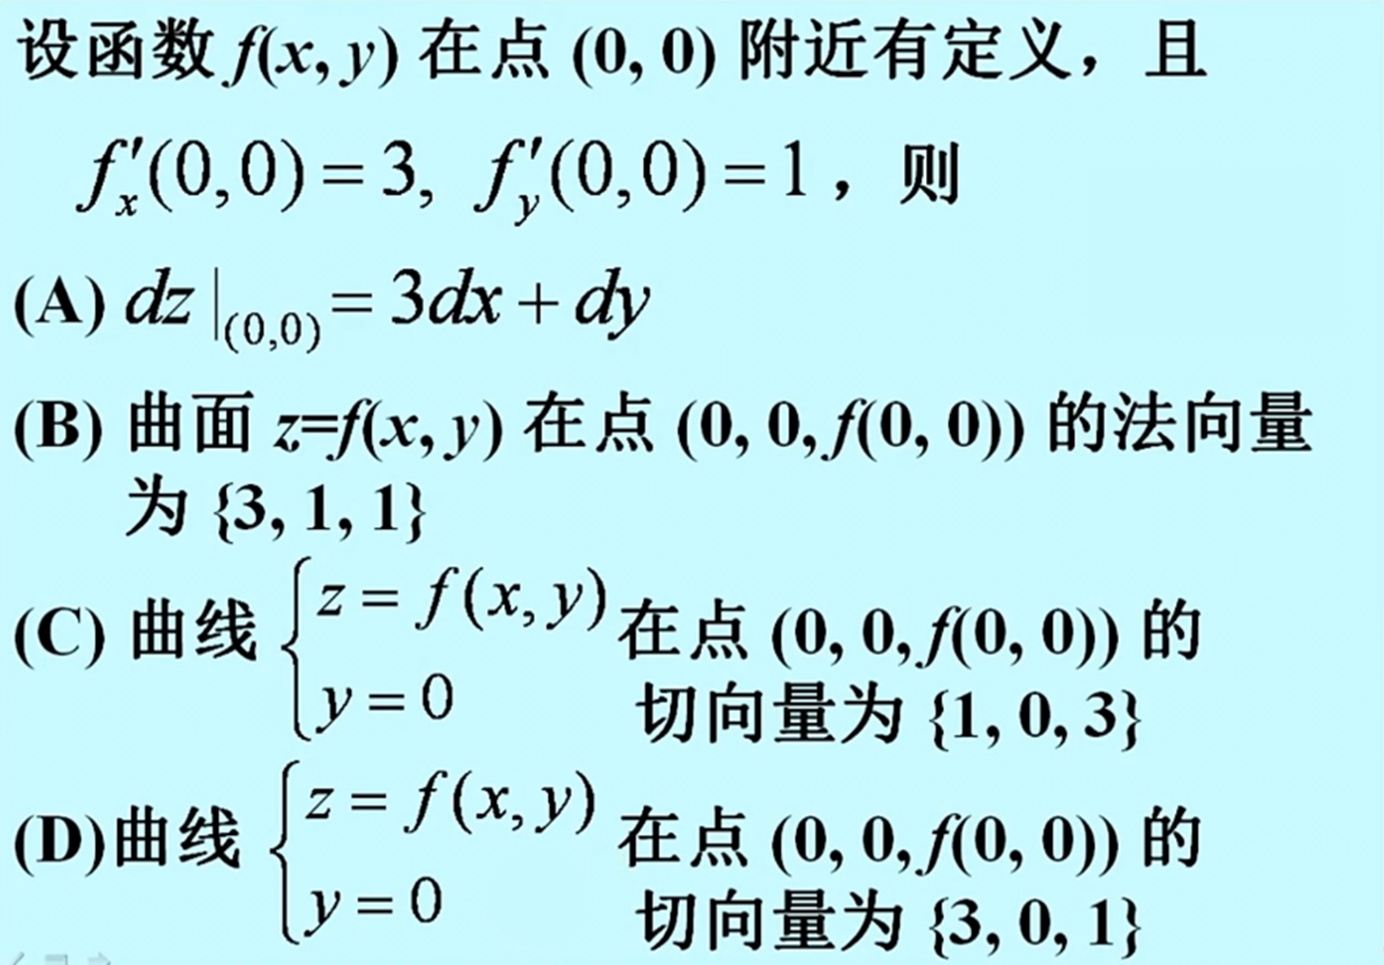 设函数 f(x, y) 在点 (0, 0) 附近有定义，且
f′ₓ(0,0) = 3, f′_y(0,0) = 1，则
(A) dz |₍₀,₀₎ = 3dx + dy
(B) 曲面 z=f(x, y) 在点 (0, 0, f(0, 0)) 的法向量
为 {3, 1, 1}
(C) 曲线 { z = f(x, y) 在点 (0, 0, f(0, 0)) 的
y = 0 切向量为 {1, 0, 3}
(D)曲线 { z = f(x, y) 在点 (0, 0, f(0, 0)) 的
y = 0 切向量为 {3, 0, 1}